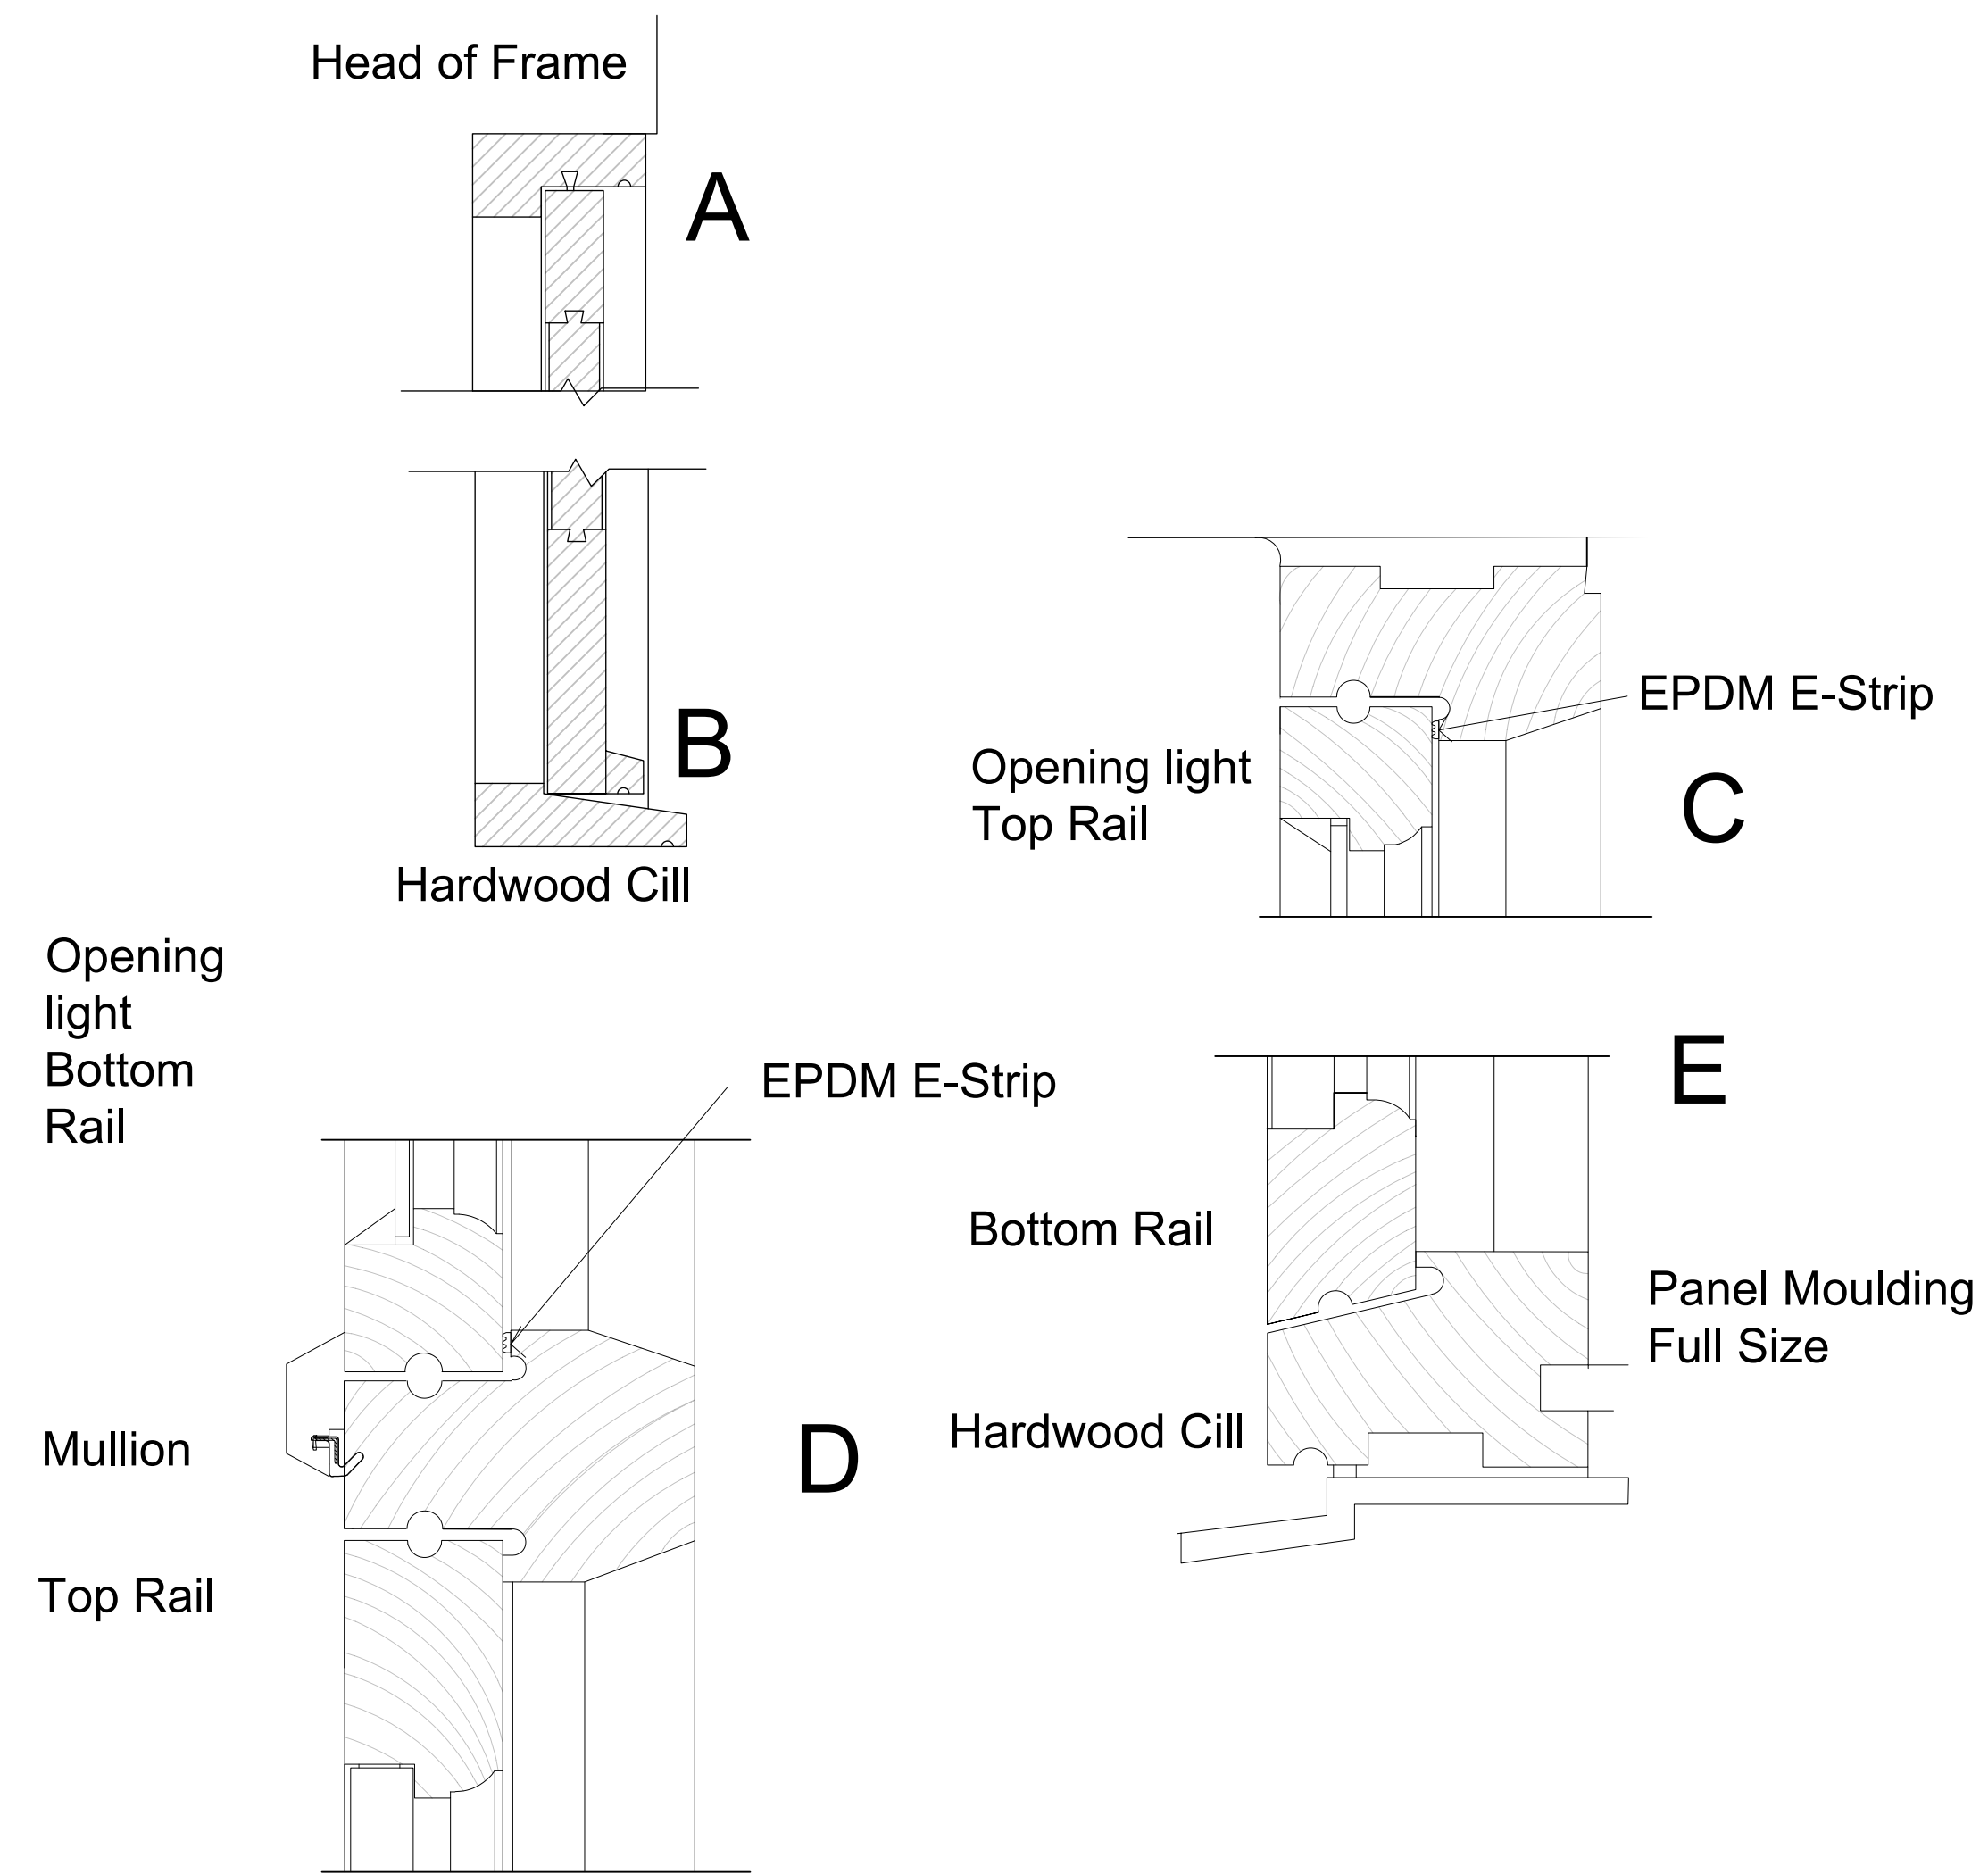 Head of Frame
A
B
Hardwood Cill
EPDM E-Strip
Opening light
Top Rail
C
Opening
light
Bottom
Rail
EPDM E-Strip
Mullion
D
Top Rail
E
Bottom Rail
Panel Moulding
Full Size
Hardwood Cill